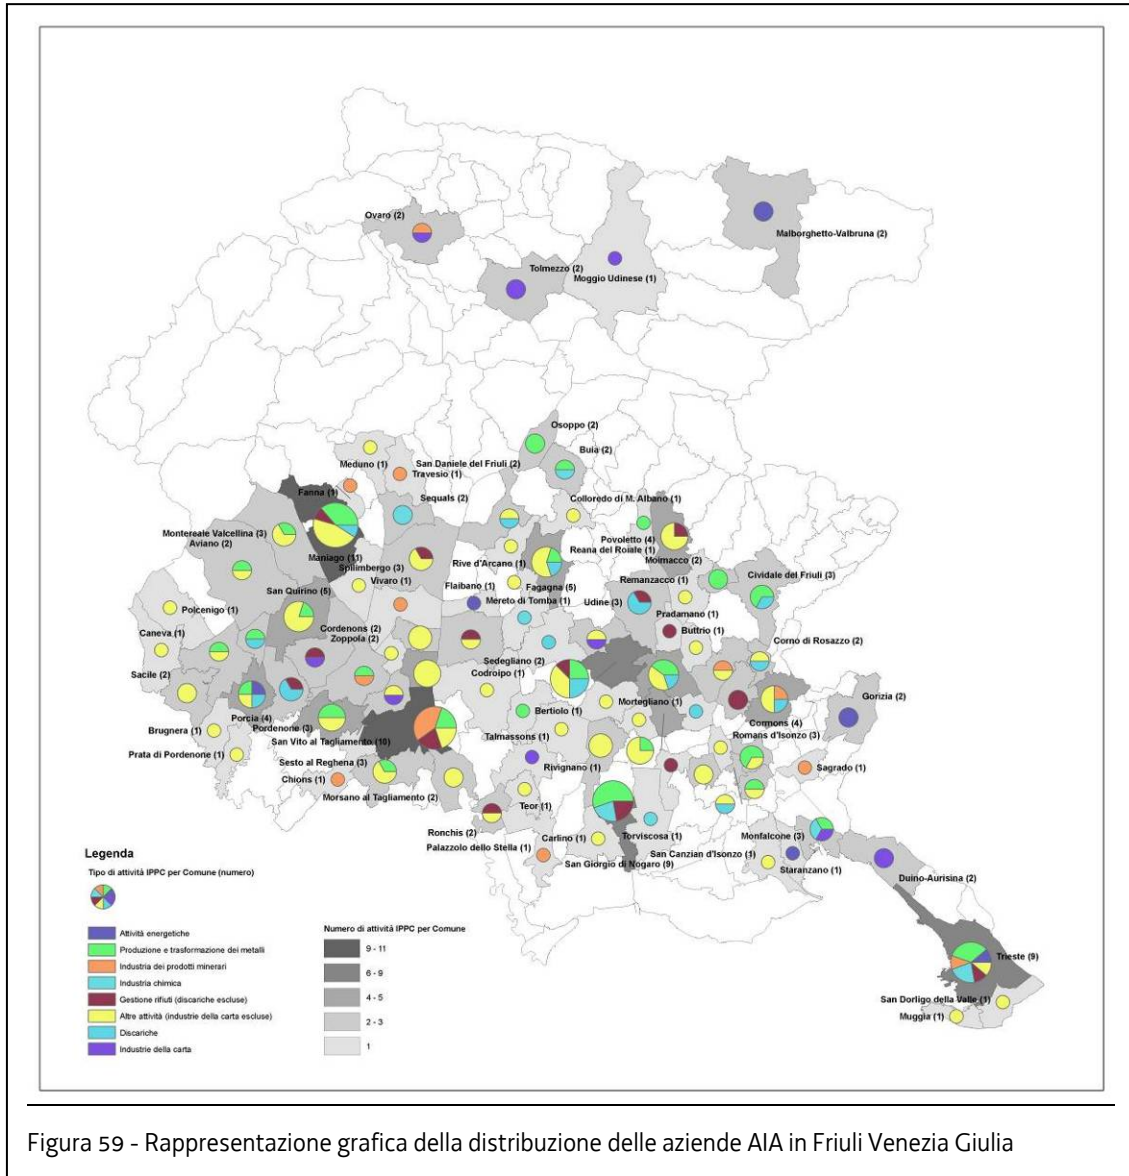 Ovaro (2)
Malborghetto-Valbruna (2)
Tolmezzo (2)
Moggio Udinese (1)
Osoppo (2)
Buia (2)
Meduno (1)
San Daniele del Friuli (2)
Travesio (1)
Fanna (1)
Sequals (2)
Colloredo di M. Albano (1)
Montereale Valcellina (3)
Aviano (2)
Povoletto (4)
Reana del Roiale (1)
Maniago (11)
Moimacco (2)
Spilimbergo (3)
Rive d'Arcano (1)
Vivaro (1)
Flaibano (1)
Fagagna (5)
Remanzacco (1)
Cividale del Friuli (3)
San Quirino (5)
Mereto di Tomba (1)
Udine (3)
Polcenigo (1)
Pradamano (1)
Cordenons (2)
Zoppola (2)
Buttrio (1)
Caneva (1)
Corno di Rosazzo (2)
Sedegliano (2)
Codroipo (1)
Sacile (2)
Gorizia (2)
Porcia (4)
Bertiolo (1)
Mortegliano (1)
Pordenone (3)
Cormons (4)
Brugnera (1)
Talmassons (1)
Romans d'Isonzo (3)
San Vito al Tagliamento (10)
Prata di Pordenone (1)
Sesto al Reghena (3)
Rivignano (1)
Sagrado (1)
Chions (1)
Morsano al Tagliamento (2)
Teor (1)
Ronchis (2)
Carlino (1)
Torviscosa (1)
Monfalcone (3)
Palazzolo dello Stella (1)
San Canzian d'Isonzo (1)
San Giorgio di Nogaro (9)
Staranzano (1)
Duino-Aurisina (2)
Trieste (9)
San Dorligo della Valle (1)
Muggia (1)
Legenda
Tipo di attività IPPC per Comune (numero)
Attività energetiche
Produzione e trasformazione dei metalli
Industria dei prodotti minerari
Industria chimica
Gestione rifiuti (discariche escluse)
Altre attività (industrie della carta escluse)
Discariche
Industrie della carta
Numero di attività IPPC per Comune
9 - 11
6 - 9
4 - 5
2 - 3
1
Figura 59 - Rappresentazione grafica della distribuzione delle aziende AIA in Friuli Venezia Giulia